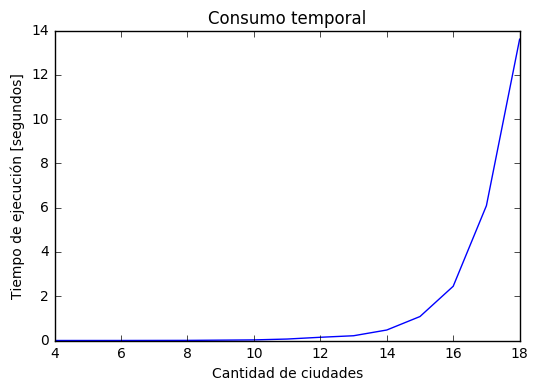 Consumo temporal
Tiempo de ejecución [segundos]
14
12
10
8
6
4
2
0
4 6 8 10 12 14 16 18
Cantidad de ciudades